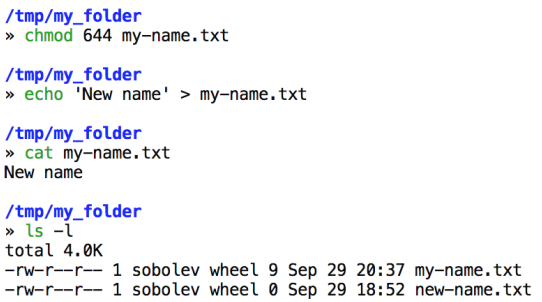 /tmp/my_folder
» chmod 644 my-name.txt
/tmp/my_folder
» echo 'New name' > my-name.txt
/tmp/my_folder
» cat my-name.txt
New name
/tmp/my_folder
» ls -l
total 4.0K
-rw-r--r-- 1 sobolev wheel 9 Sep 29 20:37 my-name.txt
-rw-r--r-- 1 sobolev wheel 0 Sep 29 18:52 new-name.txt